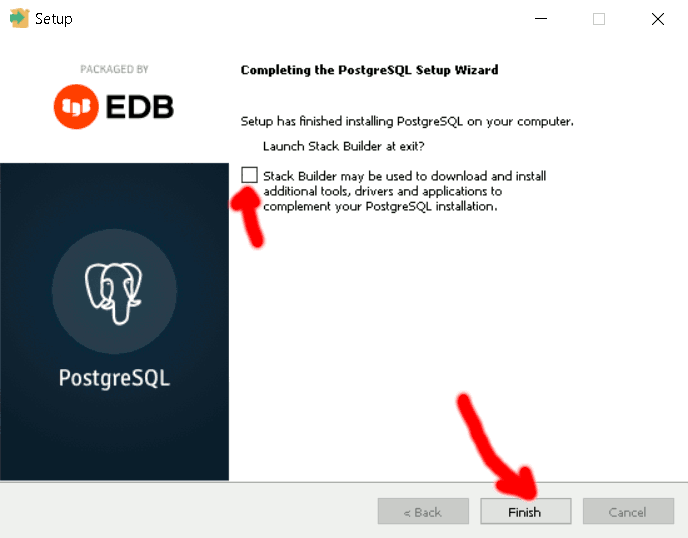 Setup
PACKAGED BY
EDB
Completing the PostgreSQL Setup Wizard
Setup has finished installing PostgreSQL on your computer.
Launch Stack Builder at exit?
Stack Builder may be used to download and install
additional tools, drivers and applications to
complement your PostgreSQL installation.
PostgreSQL
< Back
Finish
Cancel